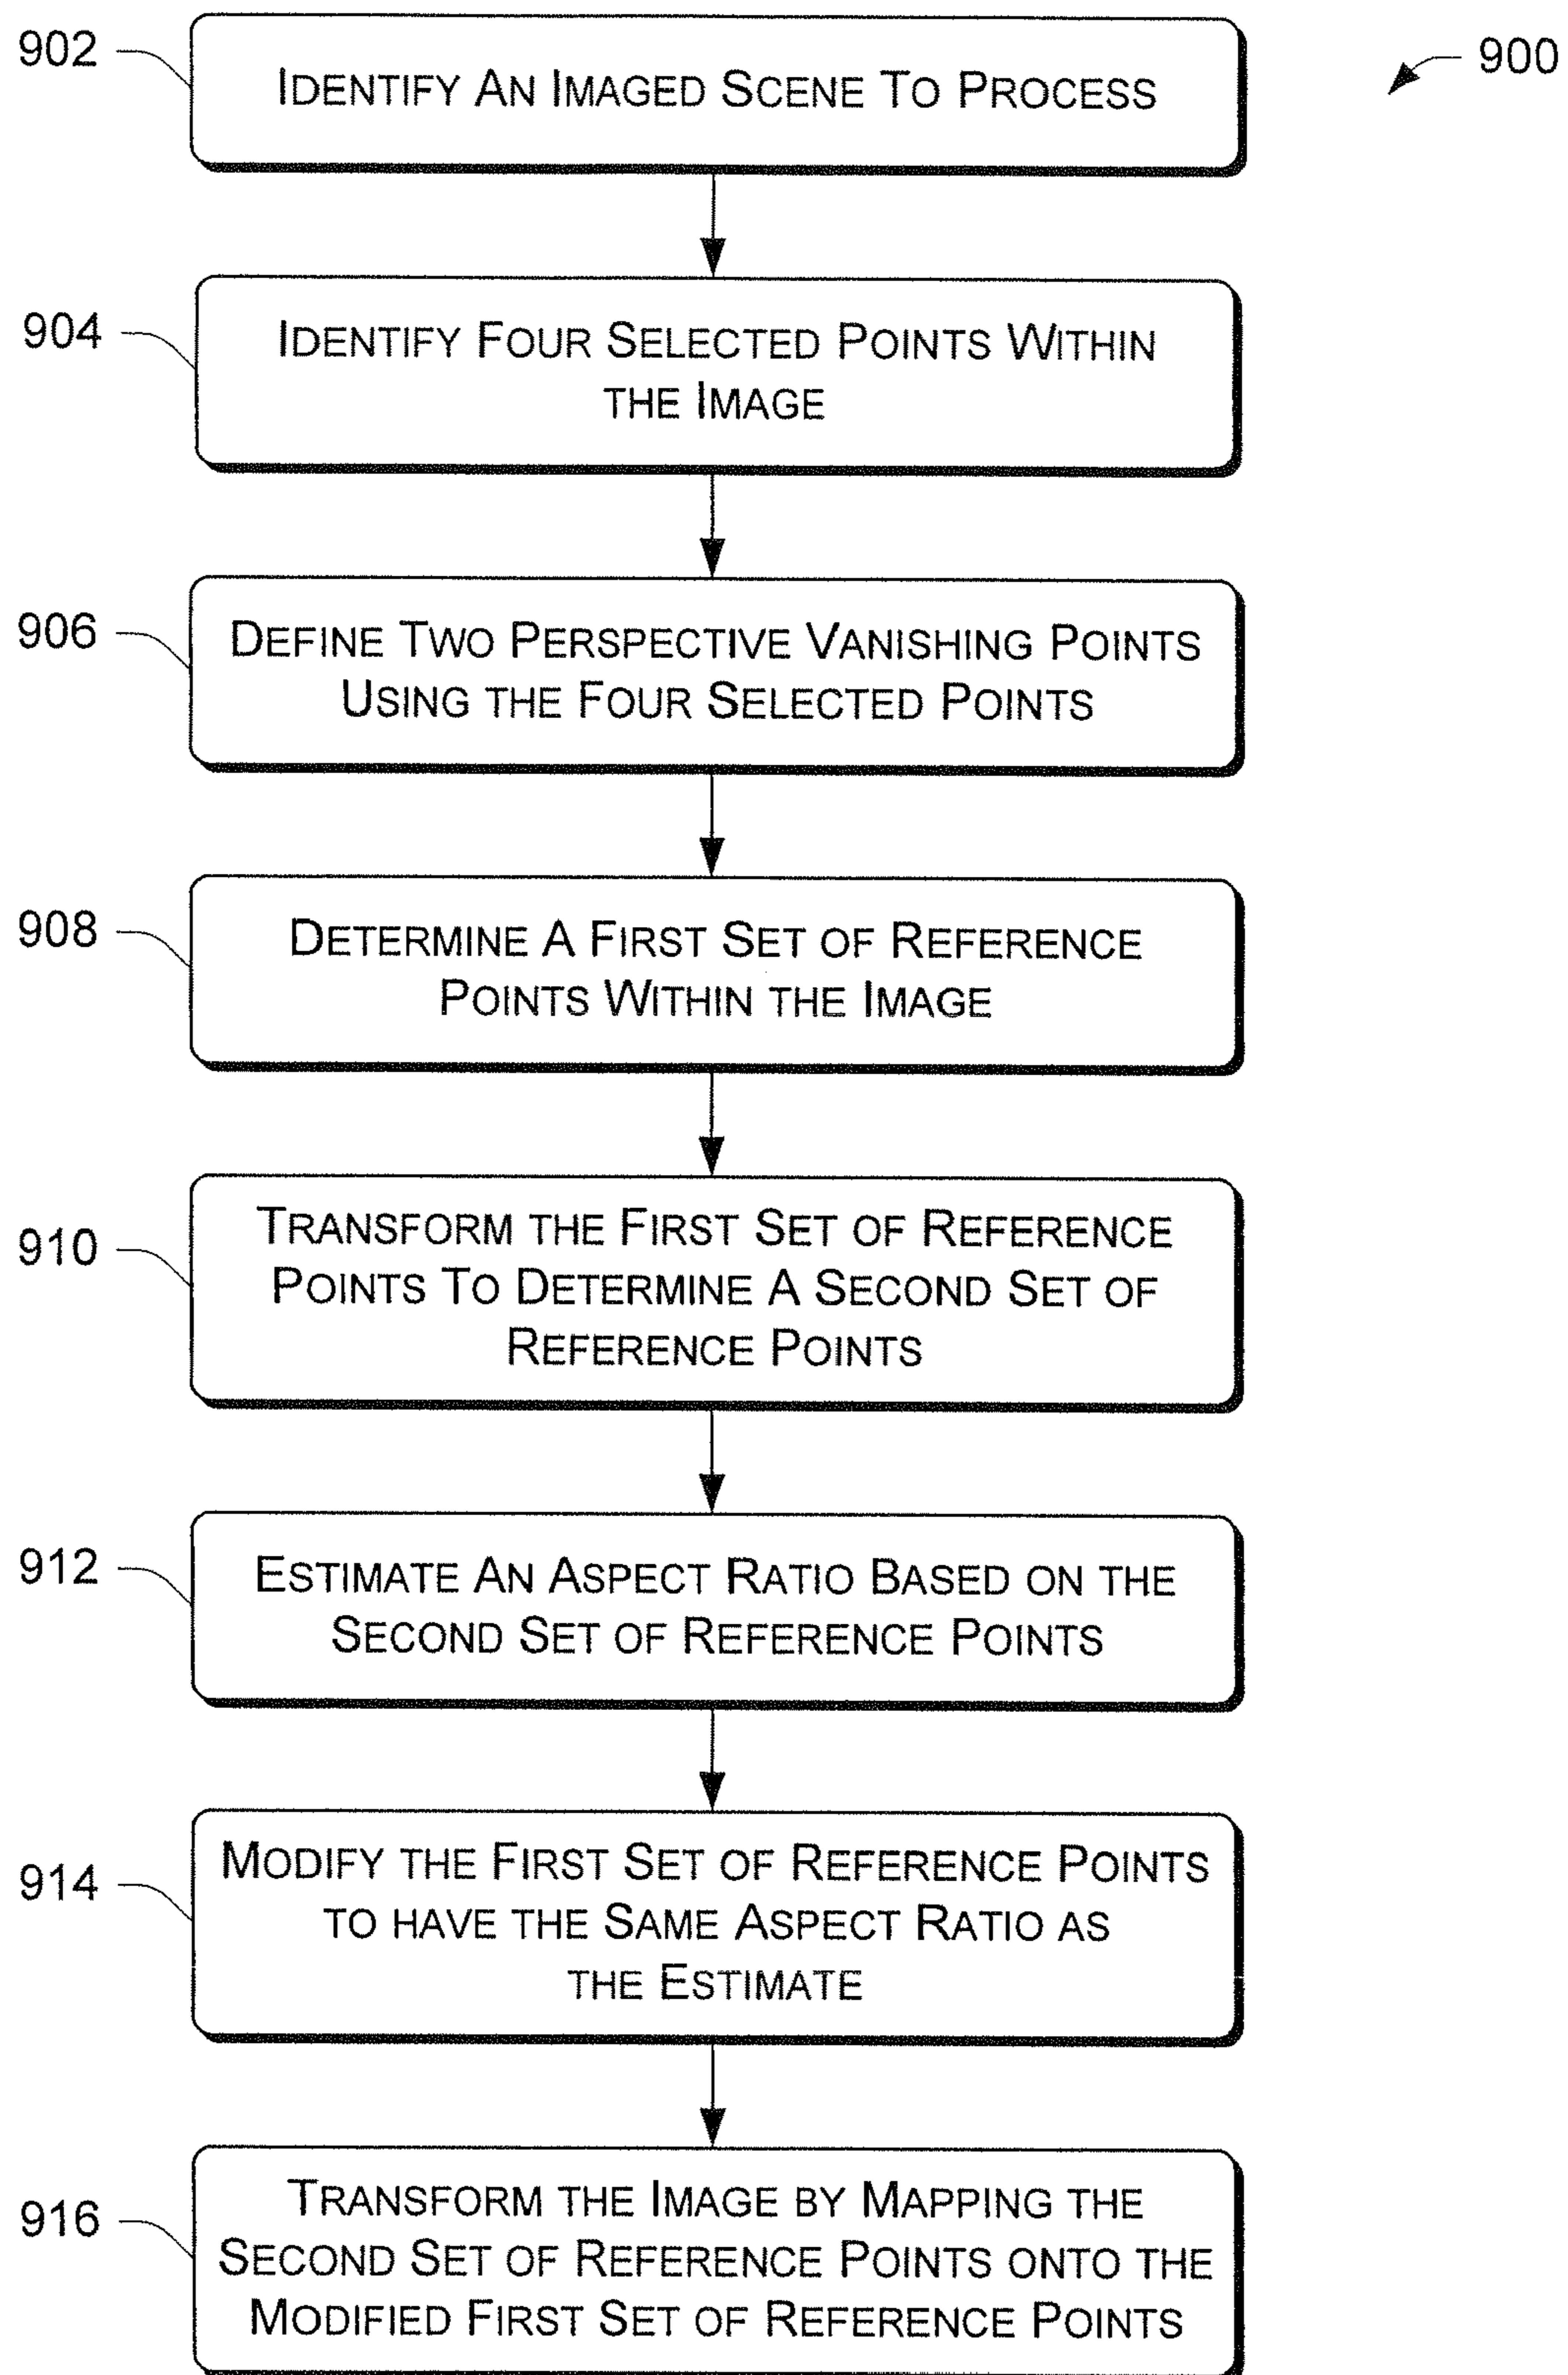 902
IDENTIFY AN IMAGED SCENE TO PROCESS
900
904
IDENTIFY FOUR SELECTED POINTS WITHIN
THE IMAGE
906
DEFINE TWO PERSPECTIVE VANISHING POINTS
USING THE FOUR SELECTED POINTS
908
DETERMINE A FIRST SET OF REFERENCE
POINTS WITHIN THE IMAGE
910
TRANSFORM THE FIRST SET OF REFERENCE
POINTS TO DETERMINE A SECOND SET OF
REFERENCE POINTS
912
ESTIMATE AN ASPECT RATIO BASED ON THE
SECOND SET OF REFERENCE POINTS
914
MODIFY THE FIRST SET OF REFERENCE POINTS
TO HAVE THE SAME ASPECT RATIO AS
THE ESTIMATE
916
TRANSFORM THE IMAGE BY MAPPING THE
SECOND SET OF REFERENCE POINTS ONTO THE
MODIFIED FIRST SET OF REFERENCE POINTS